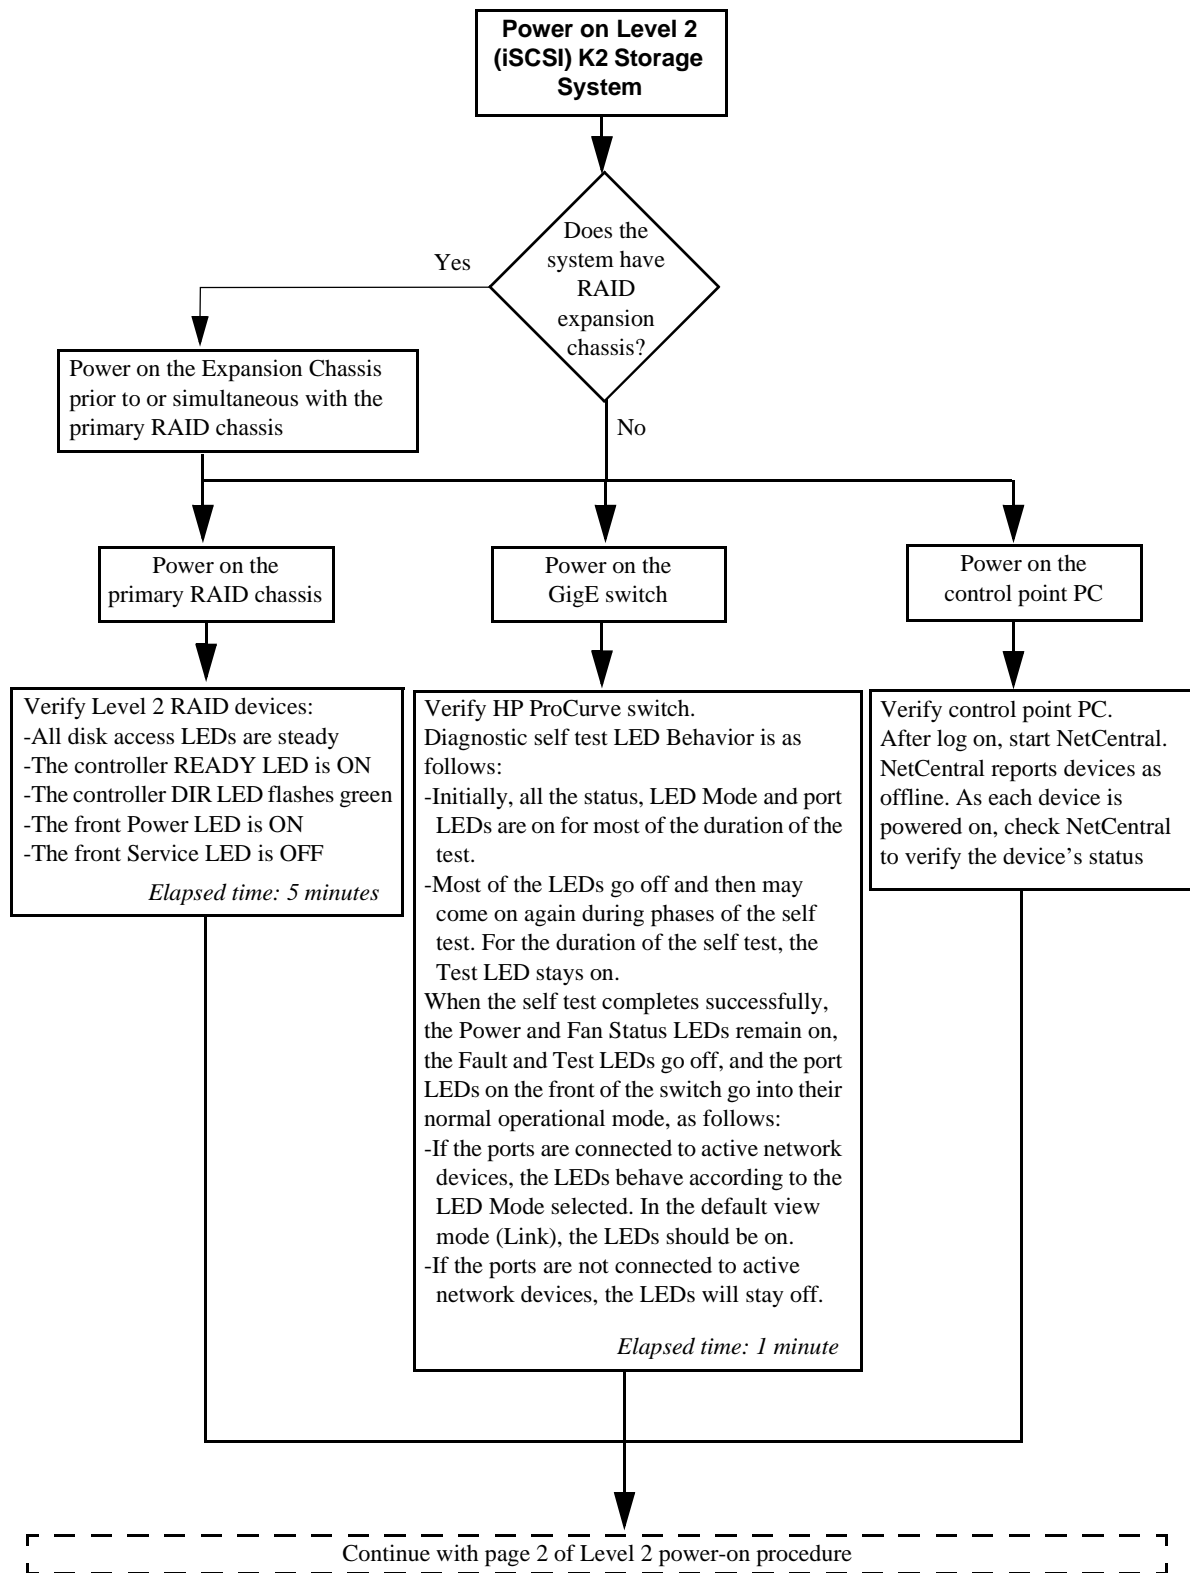 Power on Level 2
(iSCSI) K2 Storage
System
Does the
system have
RAID
expansion
chassis?
Yes
No
Power on the Expansion Chassis
prior to or simultaneous with the
primary RAID chassis
Power on the
primary RAID chassis
Power on the
GigE switch
Power on the
control point PC
Verify Level 2 RAID devices:
-All disk access LEDs are steady
-The controller READY LED is ON
-The controller DIR LED flashes green
-The front Power LED is ON
-The front Service LED is OFF
Elapsed time: 5 minutes
Verify HP ProCurve switch.
Diagnostic self test LED Behavior is as
follows:
-Initially, all the status, LED Mode and port
LEDs are on for most of the duration of the
test.
-Most of the LEDs go off and then may
come on again during phases of the self
test. For the duration of the self test, the
Test LED stays on.
When the self test completes successfully,
the Power and Fan Status LEDs remain on,
the Fault and Test LEDs go off, and the port
LEDs on the front of the switch go into their
normal operational mode, as follows:
-If the ports are connected to active network
devices, the LEDs behave according to the
LED Mode selected. In the default view
mode (Link), the LEDs should be on.
-If the ports are not connected to active
network devices, the LEDs will stay off.
Elapsed time: 1 minute
Verify control point PC.
After log on, start NetCentral.
NetCentral reports devices as
offline. As each device is
powered on, check NetCentral
to verify the device’s status
Continue with page 2 of Level 2 power-on procedure